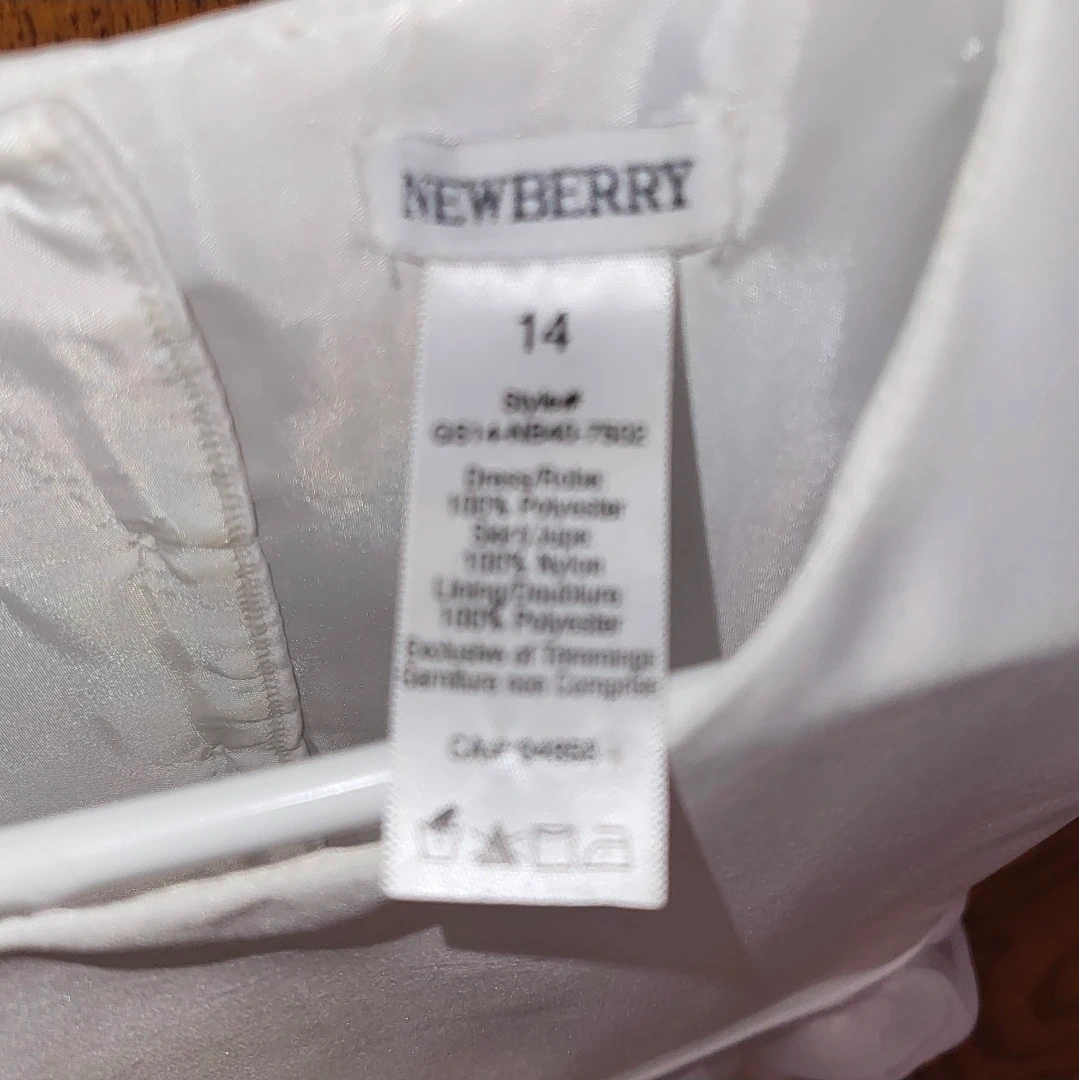 NEWBERRY
14
Style#
Dress/Robe
100% Polyester
Skirt/Jupe
100% Nylon
Lining/Doublure
100% Polyester
Exclusive of Trimmings
Garniture non Comprise
CA#